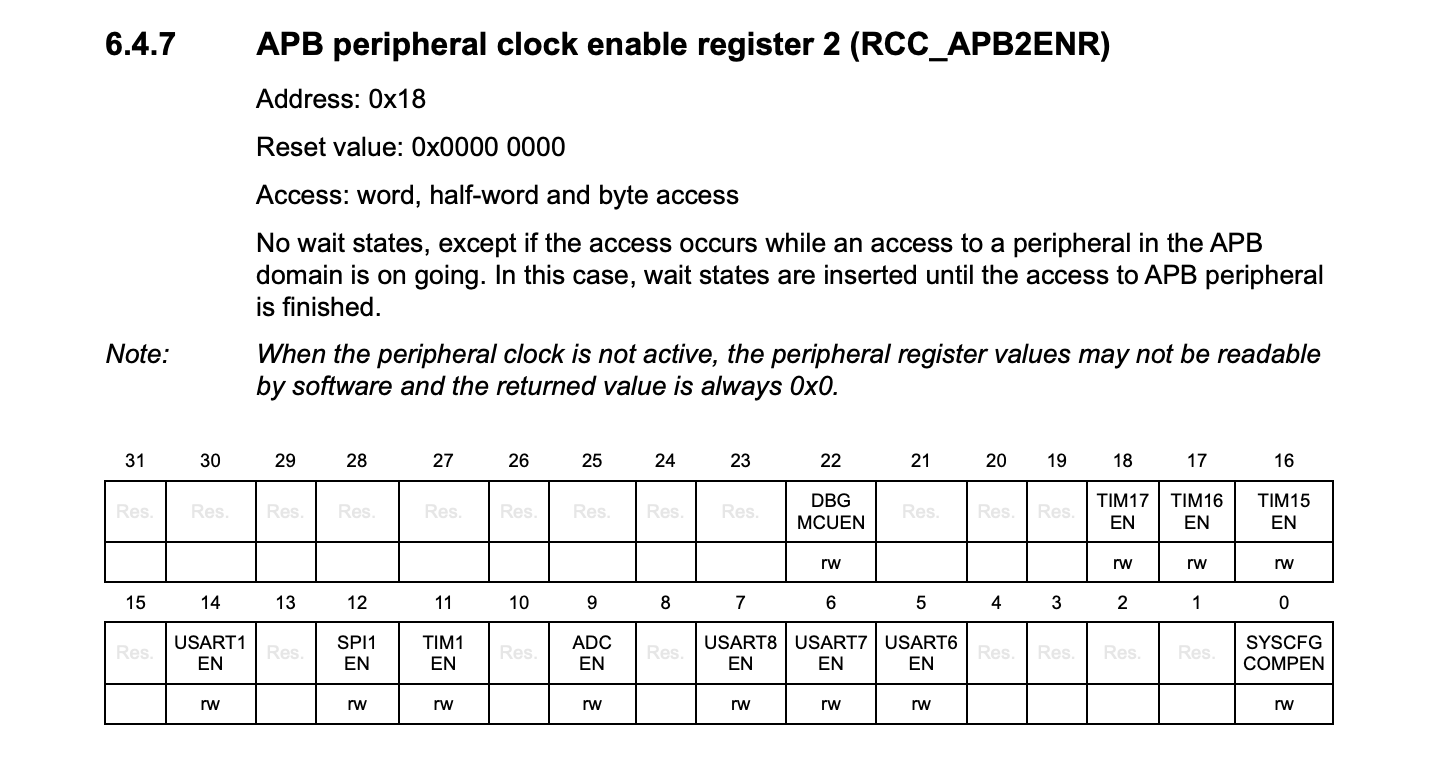 6.4.7 APB peripheral clock enable register 2 (RCC_APB2ENR)
Address: 0x18
Reset value: 0x0000 0000
Access: word, half-word and byte access
No wait states, except if the access occurs while an access to a peripheral in the APB
domain is on going. In this case, wait states are inserted until the access to APB peripheral
is finished.
Note: When the peripheral clock is not active, the peripheral register values may not be readable
by software and the returned value is always 0x0.
31 30 29 28 27 26 25 24 23 22 21 20 19 18 17 16
Res. Res. Res. Res. Res. Res. Res. Res. Res. DBG MCUEN Res. Res. Res. TIM17 EN TIM16 EN TIM15 EN
rw rw rw rw
15 14 13 12 11 10 9 8 7 6 5 4 3 2 1 0
Res. USART1 EN Res. SPI1 EN TIM1 EN Res. ADC EN Res. USART8 EN USART7 EN USART6 EN Res. Res. Res. Res. SYSCFG COMPEN
rw rw rw rw rw rw rw rw